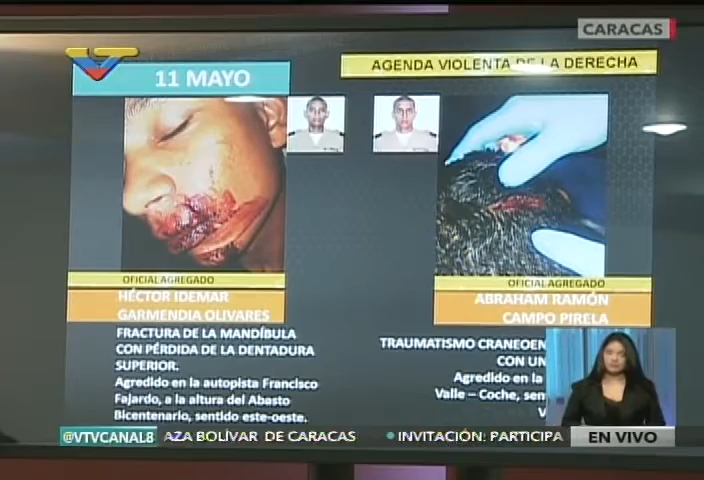 CARACAS
VTV
11 MAYO
AGENDA VIOLENTA DE LA DERECHA
OFICIAL AGREGADO
HÉCTOR IDEMAR
GARMENDIA OLIVARES
FRACTURA DE LA MANDÍBULA
CON PÉRDIDA DE LA DENTADURA
SUPERIOR.
Agredido en la autopista Francisco
Fajardo, a la altura del Abasto
Bicentenario, sentido este-oeste.
OFICIAL AGREGADO
ABRAHAM RAMÓN
CAMPO PIRELA
TRAUMATISMO
CON UN
Agredido en la
Valle – Coche,
@VTVCANAL8 AZA BOLÍVAR DE CARACAS • INVITACIÓN: PARTICIPA EN VIVO